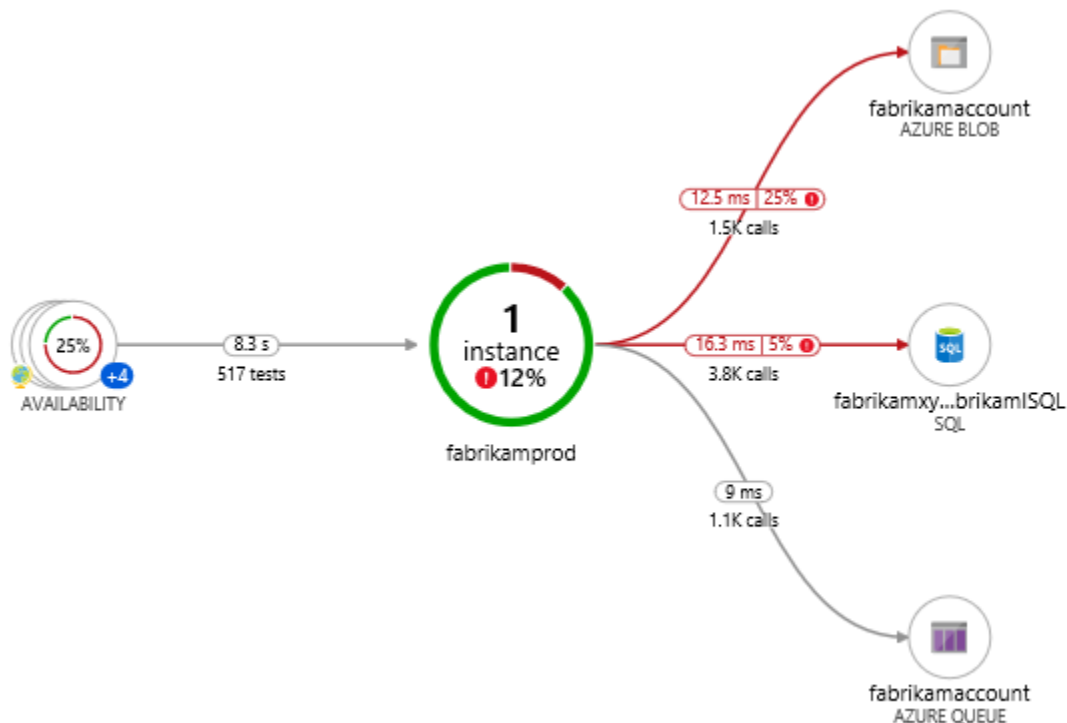 fabrikamaccount
AZURE BLOB
12.5 ms | 25% !
1.5K calls
25%
+4
AVAILABILITY
8.3 s
517 tests
1
instance
! 12%
fabrikamprod
16.3 ms | 5% !
3.8K calls
SQL
fabrikamxy...brikamlSQL
SQL
9 ms
1.1K calls
fabrikamaccount
AZURE QUEUE